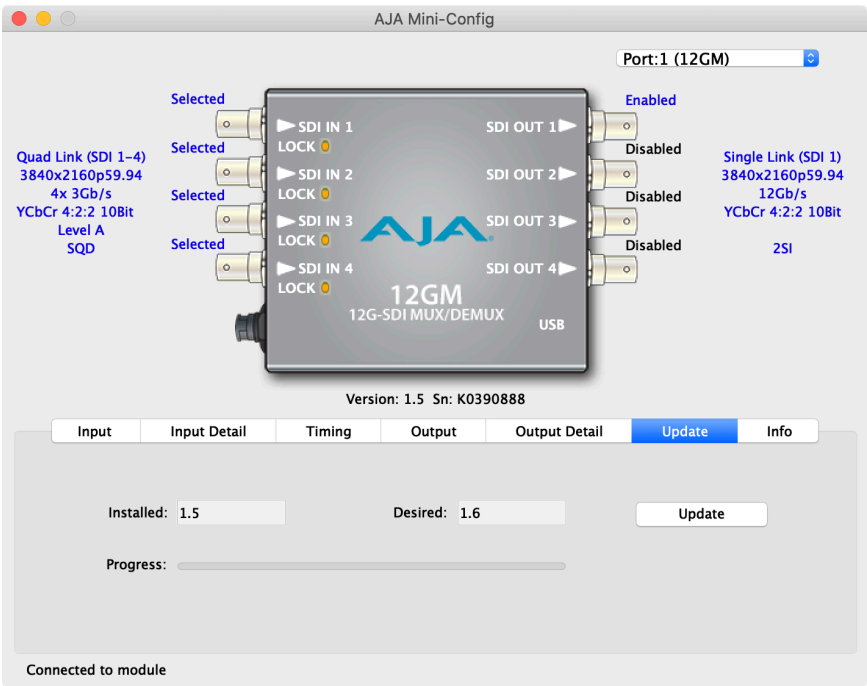 AJA Mini-Config
Port:1 (12GM)
Selected
Enabled
SDI IN 1
SDI OUT 1
LOCK
Disabled
Quad Link (SDI 1-4)
3840x2160p59.94
4x 3Gb/s
YCbCr 4:2:2 10Bit
Level A
SQD
Selected
SDI IN 2
SDI OUT 2
LOCK
Disabled
Single Link (SDI 1)
3840x2160p59.94
12Gb/s
YCbCr 4:2:2 10Bit
2SI
Selected
SDI IN 3
SDI OUT 3
LOCK
AJA
Disabled
Selected
SDI IN 4
SDI OUT 4
LOCK
12GM
12G-SDI MUX/DEMUX
USB
Version: 1.5 Sn: K0390888
Input
Input Detail
Timing
Output
Output Detail
Update
Info
Installed: 1.5
Desired: 1.6
Update
Progress:
Connected to module